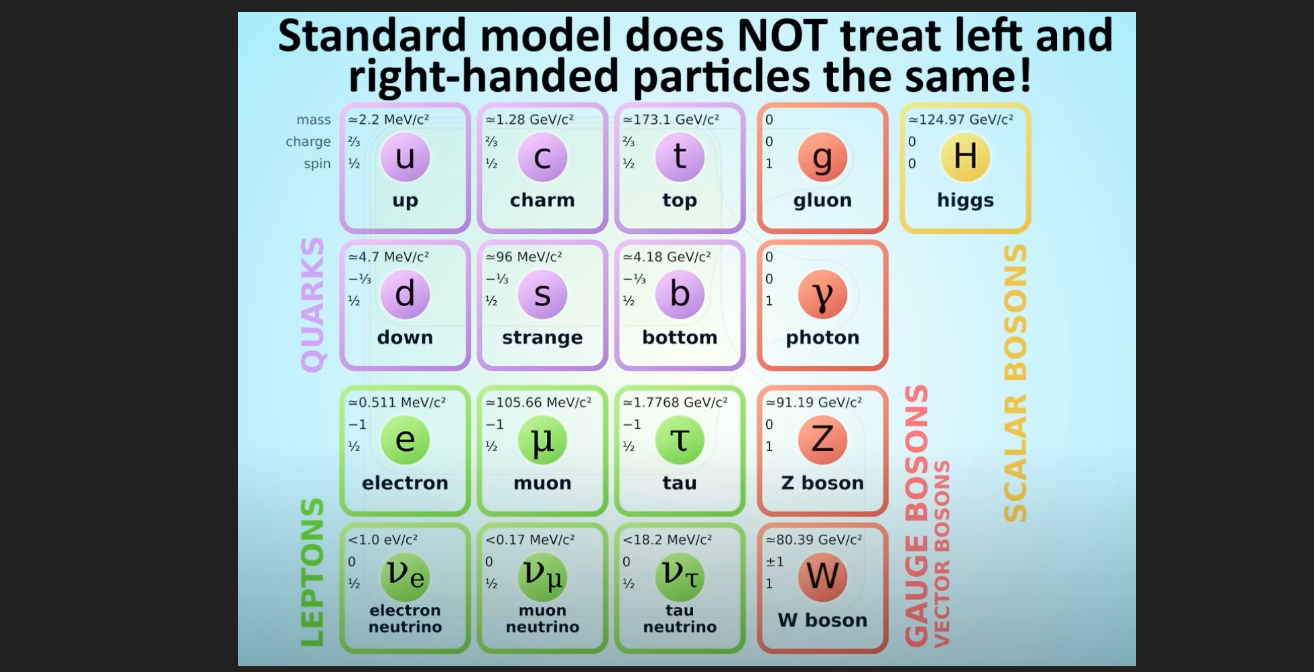 Standard model does NOT treat left and
right-handed particles the same!
mass
charge
spin
≃2.2 MeV/c²
⅔
½
u
up
≃1.28 GeV/c²
⅔
½
c
charm
≃173.1 GeV/c²
⅔
½
t
top
0
0
1
g
gluon
≃124.97 GeV/c²
0
0
H
higgs
QUARKS
≃4.7 MeV/c²
−⅓
½
d
down
≃96 MeV/c²
−⅓
½
s
strange
≃4.18 GeV/c²
−⅓
½
b
bottom
0
0
1
γ
photon
SCALAR BOSONS
LEPTONS
≃0.511 MeV/c²
−1
½
e
electron
≃105.66 MeV/c²
−1
½
μ
muon
≃1.7768 GeV/c²
−1
½
τ
tau
≃91.19 GeV/c²
0
1
Z
Z boson
GAUGE BOSONS
VECTOR BOSONS
<1.0 eV/c²
0
½
νe
electron
neutrino
<0.17 MeV/c²
0
½
νμ
muon
neutrino
<18.2 MeV/c²
0
½
ντ
tau
neutrino
≃80.39 GeV/c²
±1
1
W
W boson